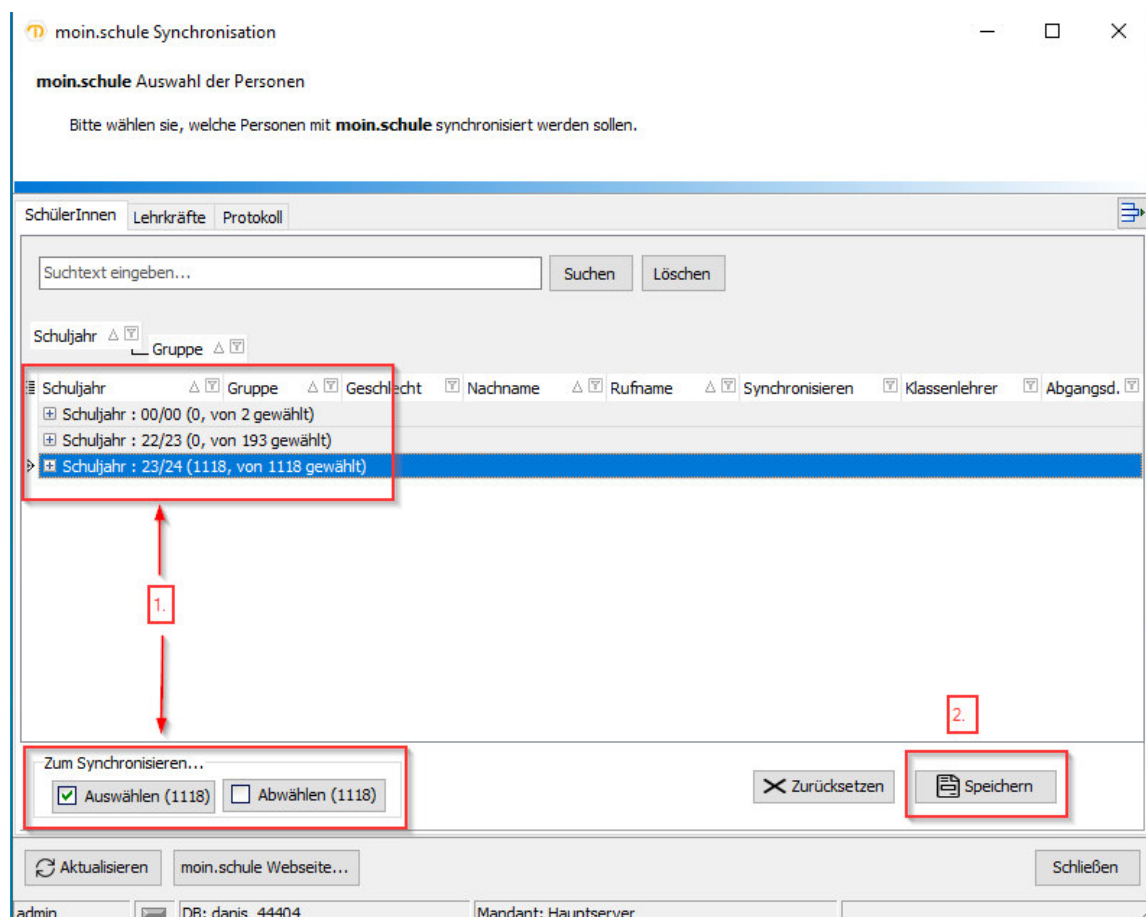 moin.schule Synchronisation
moin.schule Auswahl der Personen
Bitte wählen sie, welche Personen mit moin.schule synchronisiert werden sollen.
SchülerInnen Lehrkräfte Protokoll
Suchtext eingeben... Suchen Löschen
Schuljahr
Gruppe
Schuljahr Gruppe Geschlecht Nachname Rufname Synchronisieren Klassenlehrer Abgangsd.
Schuljahr : 00/00 (0, von 2 gewählt)
Schuljahr : 22/23 (0, von 193 gewählt)
Schuljahr : 23/24 (1118, von 1118 gewählt)
1.
2.
Zum Synchronisieren...
Auswählen (1118) Abwählen (1118) Zurücksetzen Speichern
Aktualisieren moin.schule Webseite... Schließen
admin DB: danis_44404 Mandant: Hauptserver